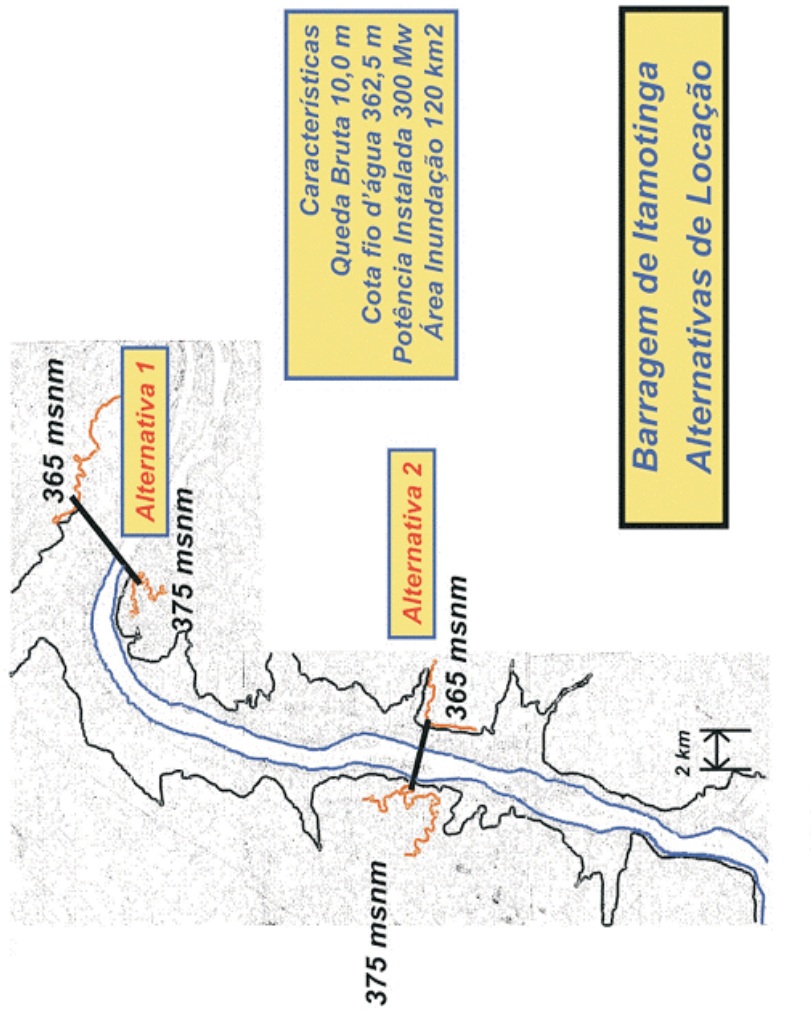 Barragem de Itamotinga
Alternativas de Locação
Características
Queda Bruta 10,0 m
Cota fio d'água 362,5 m
Potência Instalada 300 Mw
Área Inundação 120 km2
365 msnm
Alternativa 1
375 msnm
Alternativa 2
365 msnm
375 msnm
2 km